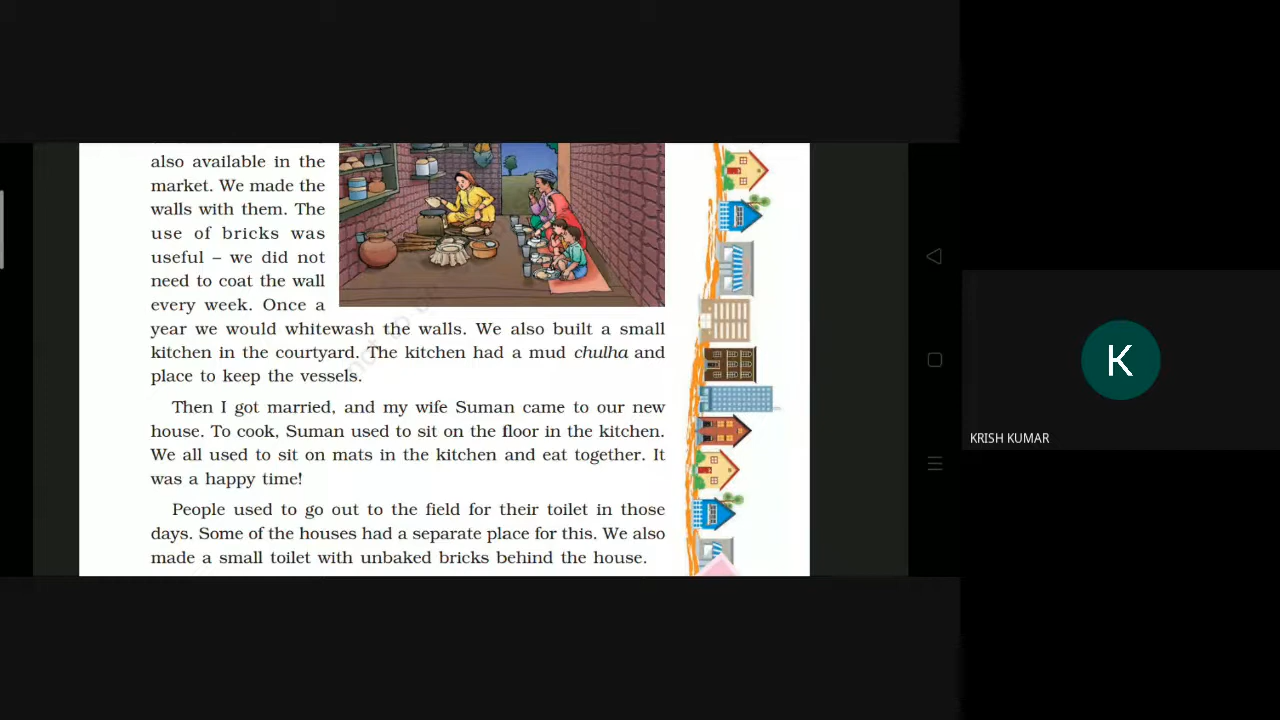 also available in the
market. We made the
walls with them. The
use of bricks was
useful – we did not
need to coat the wall
every week. Once a
year we would whitewash the walls. We also built a small
kitchen in the courtyard. The kitchen had a mud chulha and
place to keep the vessels.
Then I got married, and my wife Suman came to our new
house. To cook, Suman used to sit on the floor in the kitchen.
We all used to sit on mats in the kitchen and eat together. It
was a happy time!
People used to go out to the field for their toilet in those
days. Some of the houses had a separate place for this. We also
made a small toilet with unbaked bricks behind the house.
K
KRISH KUMAR